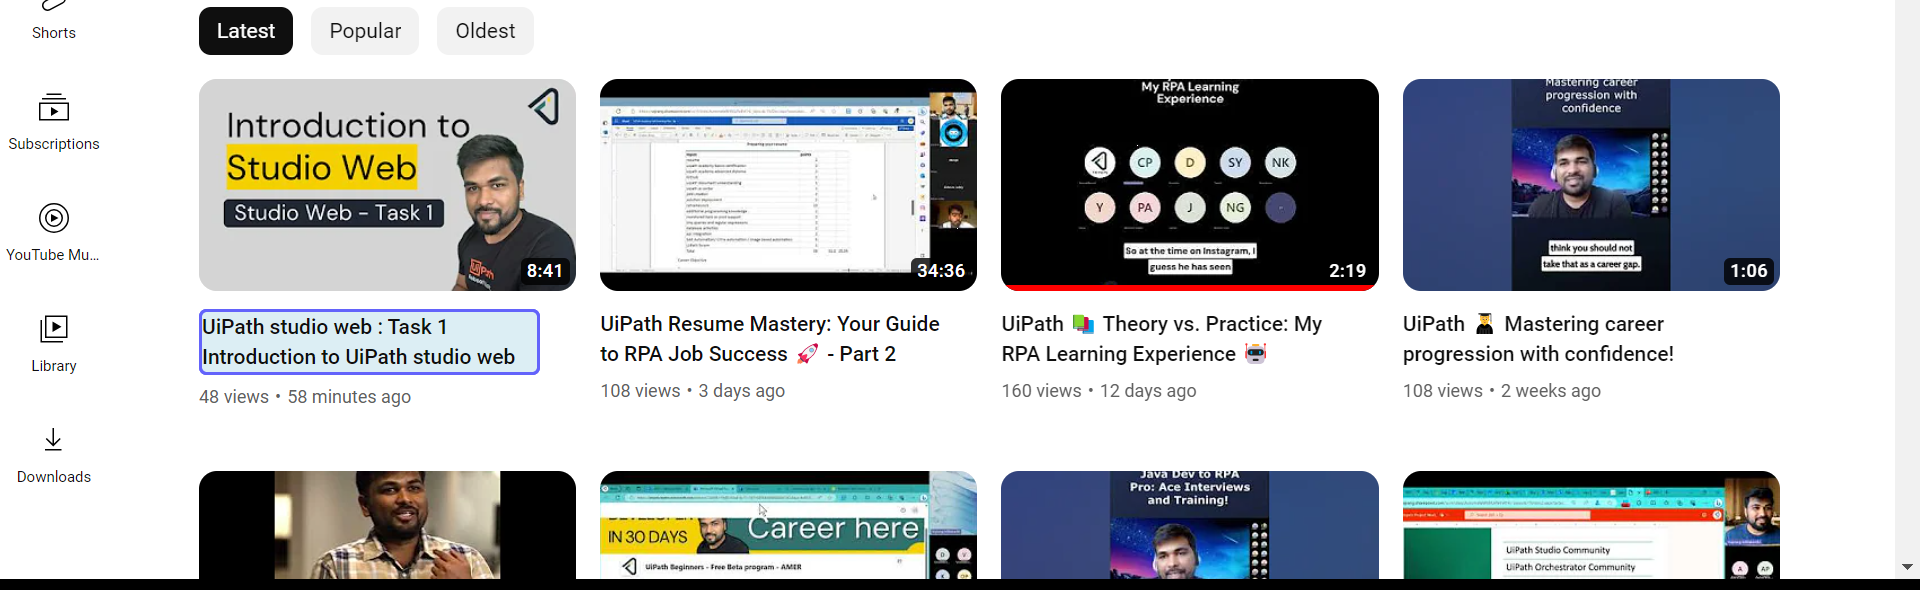 Shorts
Subscriptions
YouTube Mu...
Library
Downloads
Latest
Popular
Oldest
Introduction to
Studio Web
Studio Web - Task 1
UiPath
8:41
UiPath studio web : Task 1
Introduction to UiPath studio web
48 views • 58 minutes ago
Preparing your resume
34:36
UiPath Resume Mastery: Your Guide
to RPA Job Success 🚀 - Part 2
108 views • 3 days ago
My RPA Learning
Experience
CP
D
SY
NK
Y
PA
J
NG
So at the time on Instagram, I
guess he has seen
2:19
UiPath 📚 Theory vs. Practice: My
RPA Learning Experience 🤖
160 views • 12 days ago
Mastering career
progression with
confidence
think you should not
take that as a career gap.
1:06
UiPath 👨‍🎓 Mastering career
progression with confidence!
108 views • 2 weeks ago
IN 30 DAYS
Career here
UiPath Beginners - Free Beta program - AMER
Java Dev to RPA
Pro: Ace Interviews
and Training!
UiPath Studio Community
UiPath Orchestrator Community
A
AP